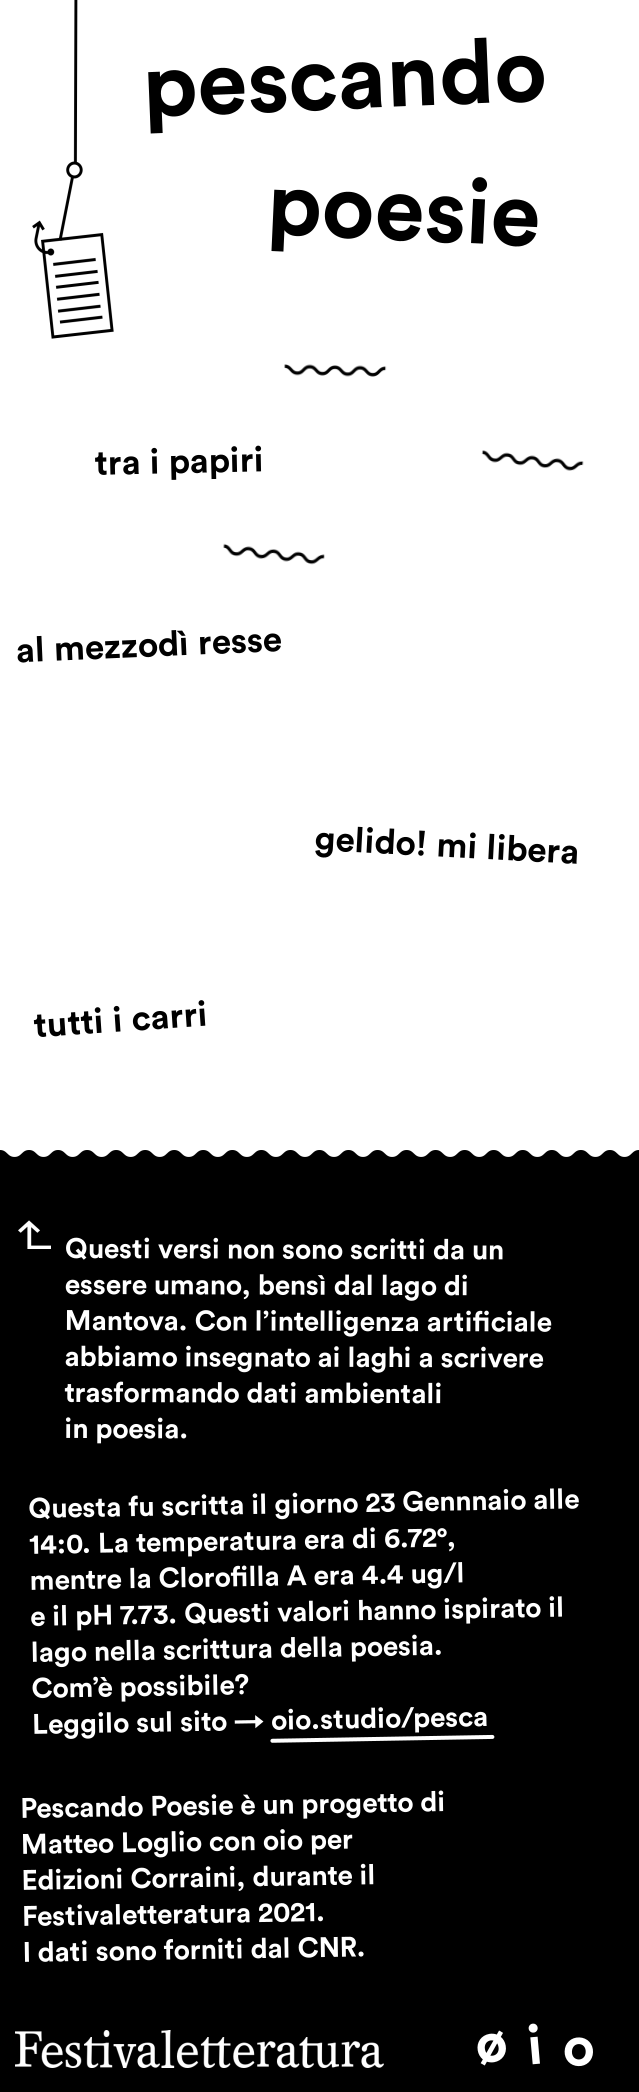 pescando
poesie
tra i papiri
al mezzodì resse
gelido! mi libera
tutti i carri
Questi versi non sono scritti da un
essere umano, bensì dal lago di
Mantova. Con l'intelligenza artificiale
abbiamo insegnato ai laghi a scrivere
trasformando dati ambientali
in poesia.
Questa fu scritta il giorno 23 Gennnaio alle
14:0. La temperatura era di 6.72°,
mentre la Clorofilla A era 4.4 ug/l
e il pH 7.73. Questi valori hanno ispirato il
lago nella scrittura della poesia.
Com'è possibile?
Leggilo sul sito → oio.studio/pesca
Pescando Poesie è un progetto di
Matteo Loglio con oio per
Edizioni Corraini, durante il
Festivaletteratura 2021.
I dati sono forniti dal CNR.
Festivaletteratura ø i o